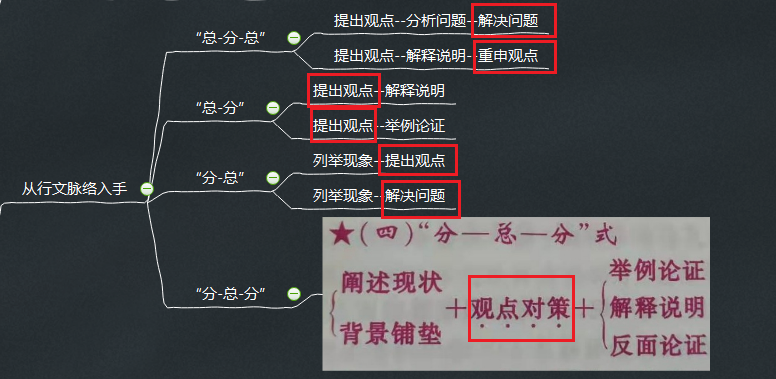 从行文脉络入手
“总-分-总”
提出观点--分析问题--解决问题
提出观点--解释说明--重申观点
“总-分”
提出观点--解释说明
提出观点--举例论证
“分-总”
列举现象--提出观点
列举现象--解决问题
“分-总-分”
★(四)“分—总—分”式
阐述现状
背景铺垫
+观点对策+
举例论证
解释说明
反面论证